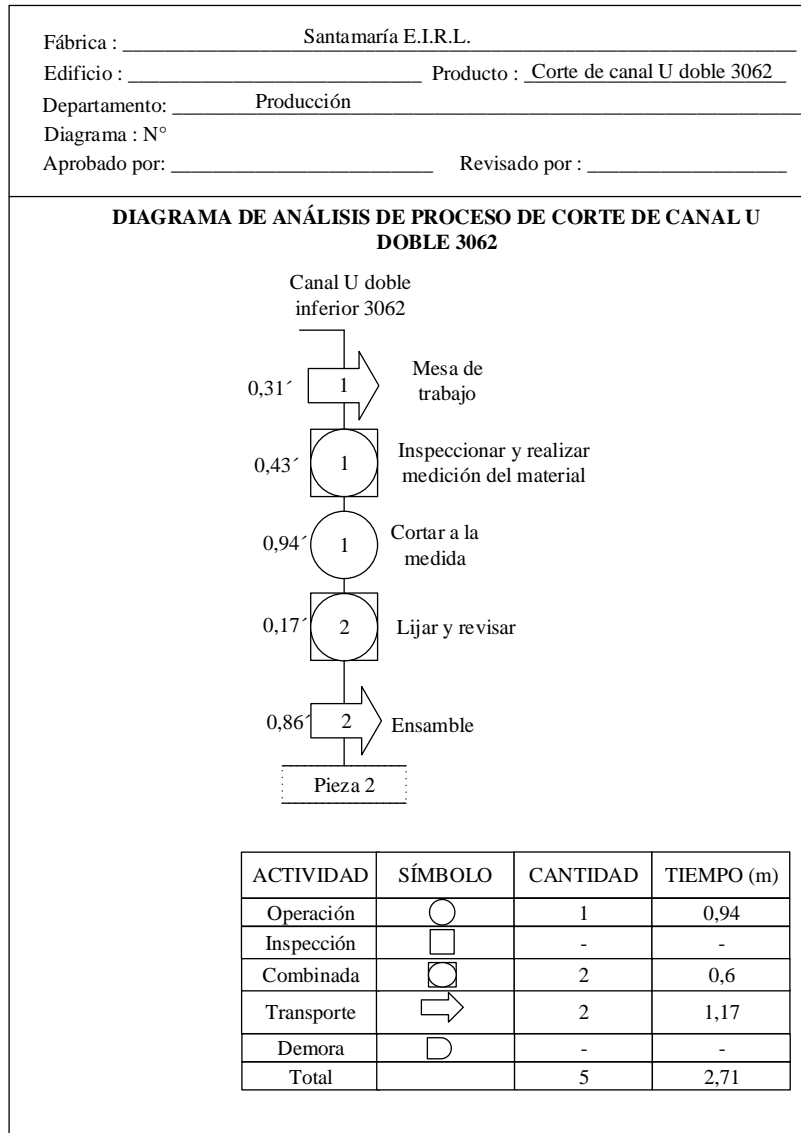 Fábrica : Santamaría E.I.R.L.
Edificio : Producto : Corte de canal U doble 3062
Departamento: Producción
Diagrama : N°
Aprobado por: Revisado por :
DIAGRAMA DE ANÁLISIS DE PROCESO DE CORTE DE CANAL U
DOBLE 3062
Canal U doble
inferior 3062
0,31´ 1 Mesa de
trabajo
0,43´ 1 Inspeccionar y realizar
medición del material
0,94´ 1 Cortar a la
medida
0,17´ 2 Lijar y revisar
0,86´ 2 Ensamble
Pieza 2
ACTIVIDAD SÍMBOLO CANTIDAD TIEMPO (m)
Operación 1 0,94
Inspección - -
Combinada 2 0,6
Transporte 2 1,17
Demora - -
Total 5 2,71